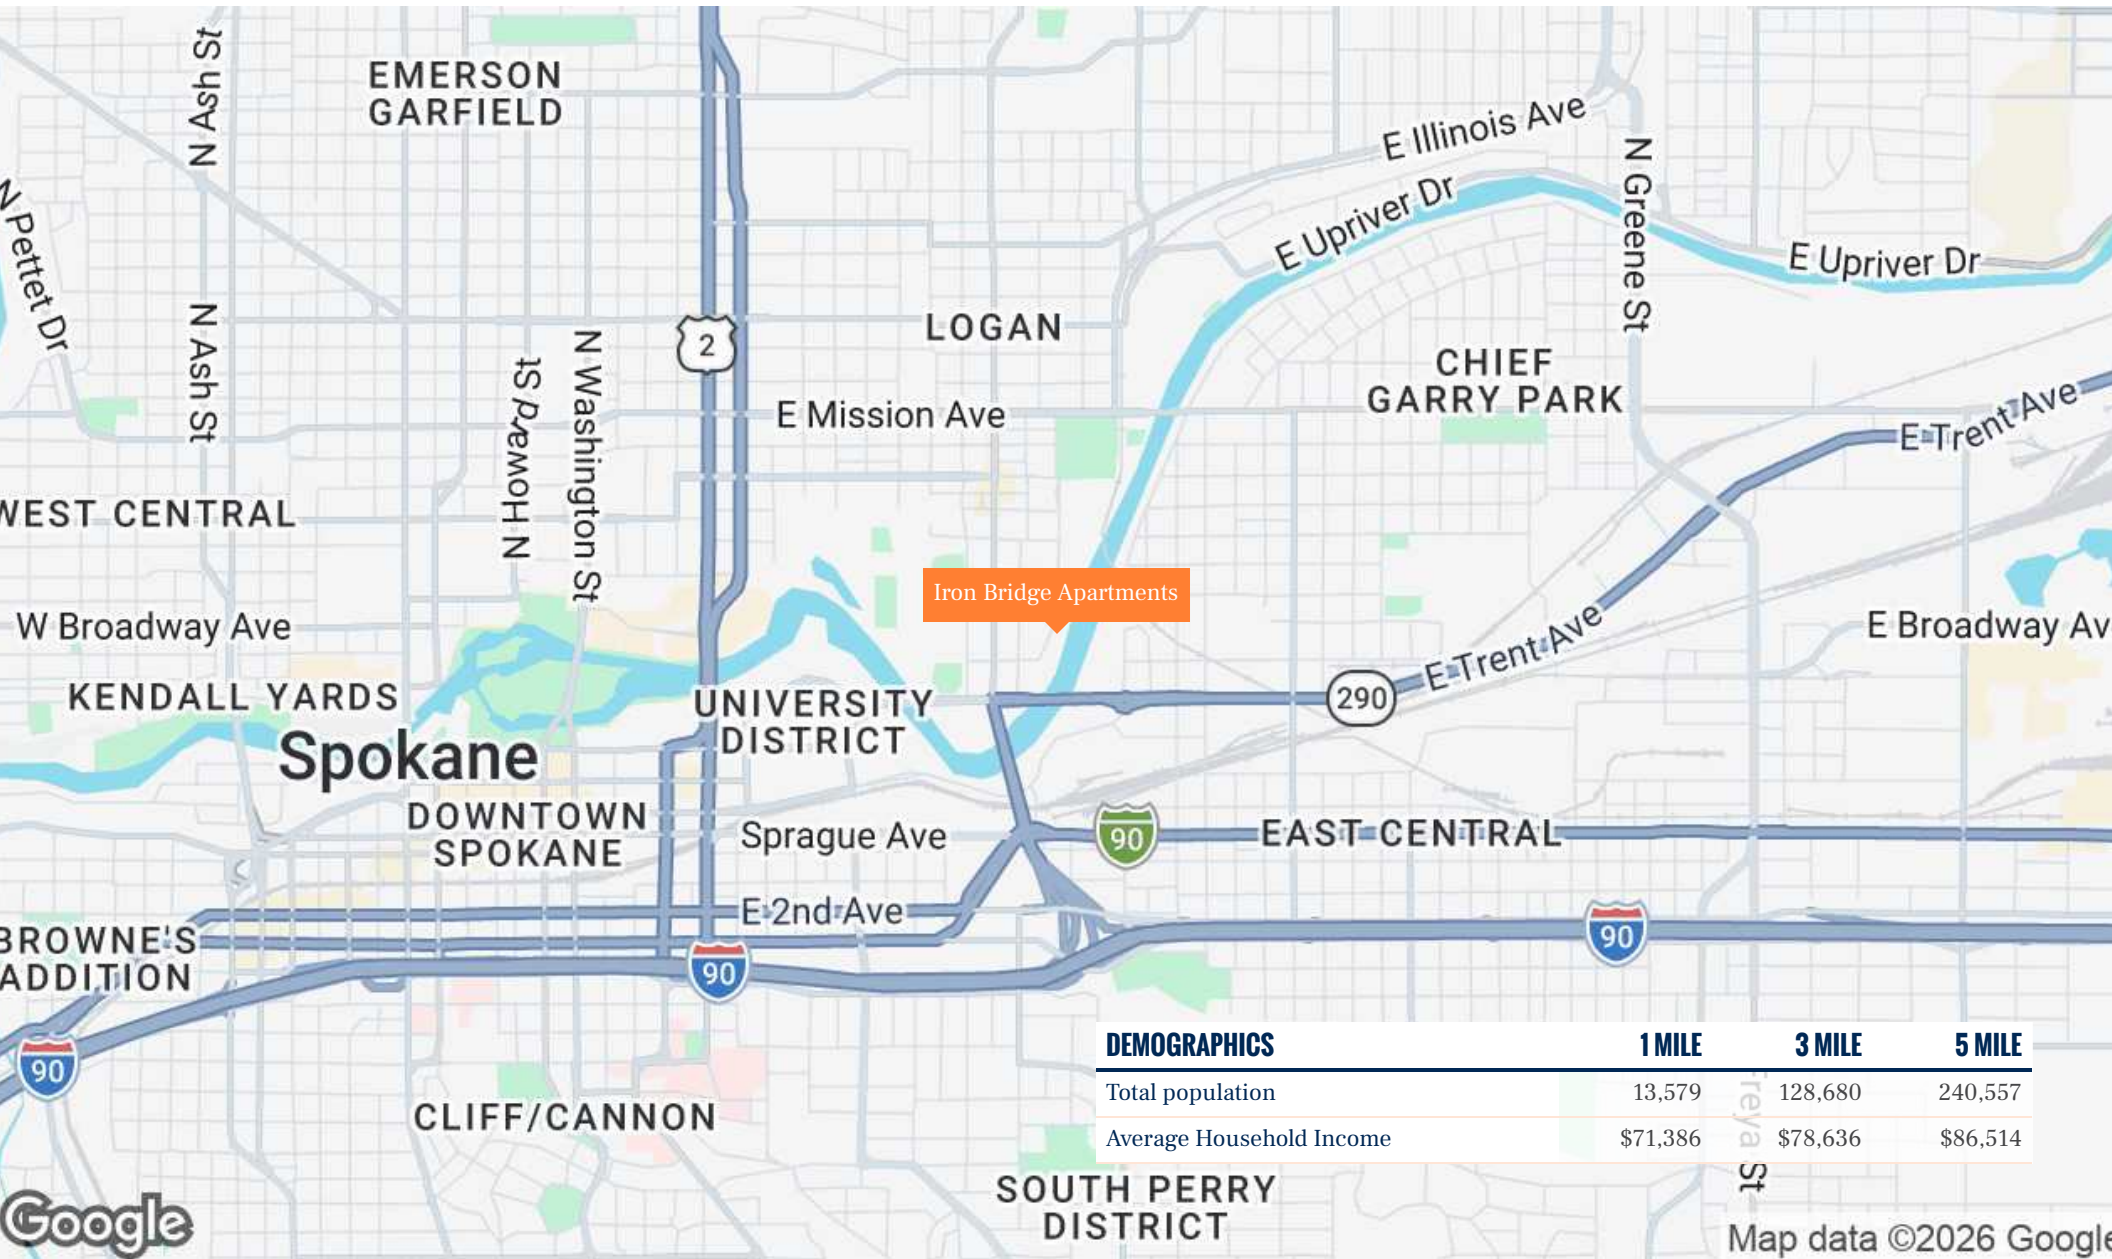 N Ash St
EMERSON
GARFIELD
E Illinois Ave
N Greene St
N Pettet Dr
E Upriver Dr
E Upriver Dr
N Ash St
LOGAN
2
N Howard St
N Washington St
CHIEF
GARRY PARK
E Mission Ave
E Trent Ave
WEST CENTRAL
Iron Bridge Apartments
W Broadway Ave
E Broadway Av
E Trent Ave
KENDALL YARDS
UNIVERSITY
DISTRICT
290
Spokane
DOWNTOWN
SPOKANE
Sprague Ave
90
EAST CENTRAL
E 2nd Ave
BROWNE'S
ADDITION
90
90
90
DEMOGRAPHICS 1 MILE 3 MILE 5 MILE
Total population 13,579 128,680 240,557
Average Household Income $71,386 $78,636 $86,514
Freya St
CLIFF/CANNON
SOUTH PERRY
DISTRICT
Google
Map data ©2026 Google